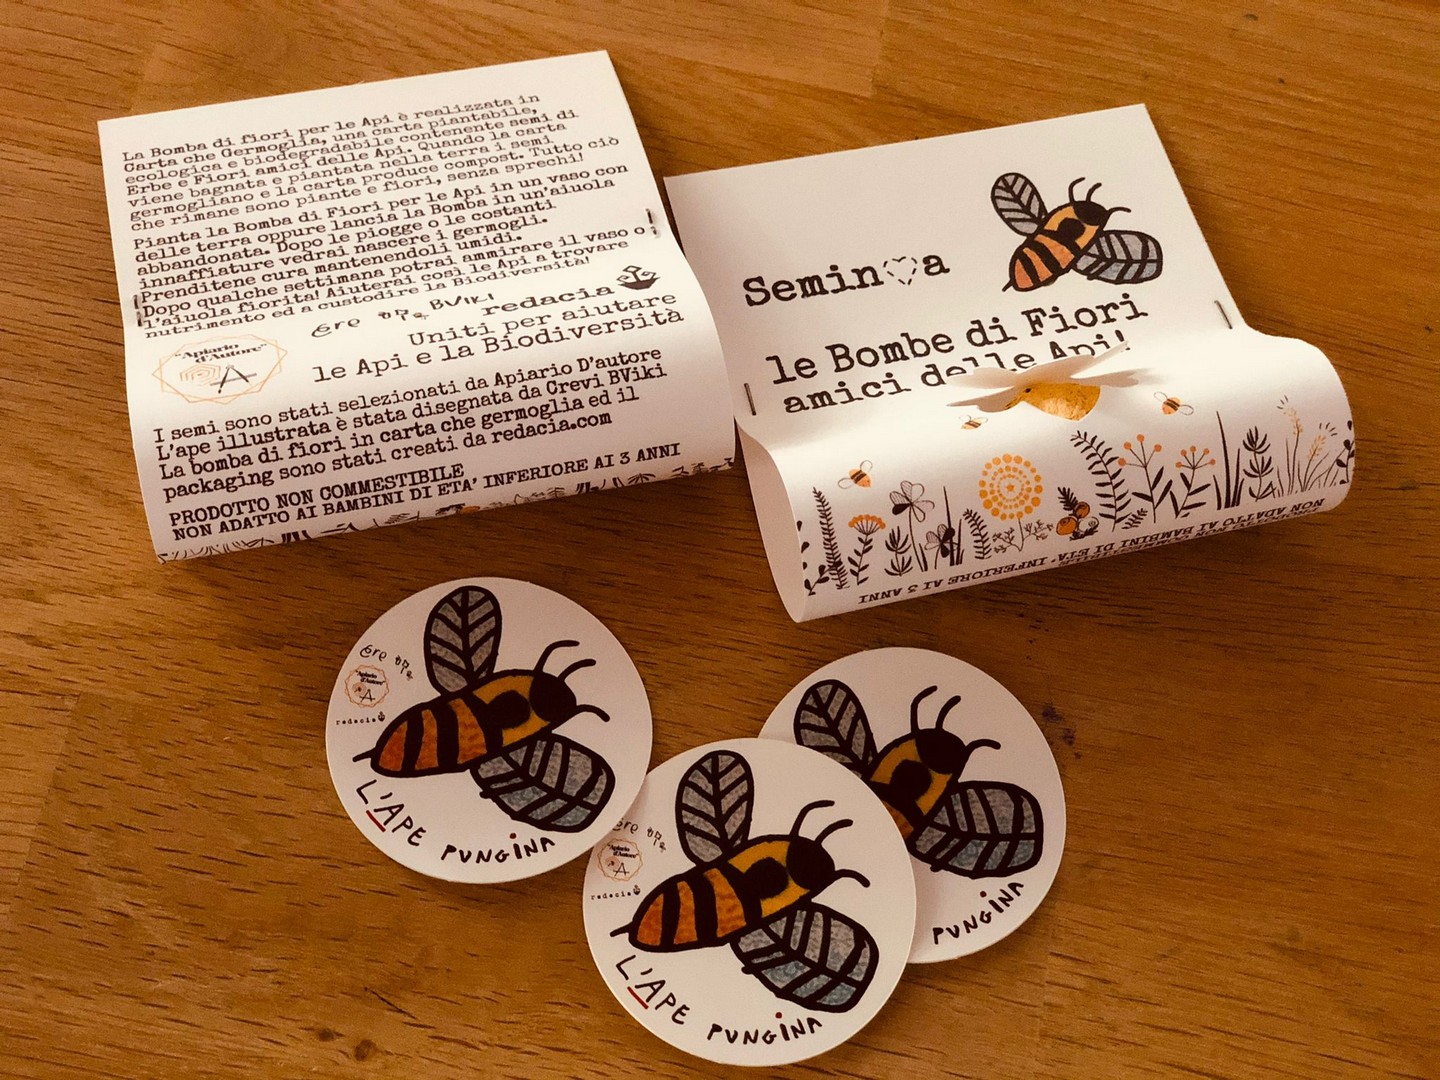 La Bomba di fiori per le Api è realizzata in
Carta che Germoglia, una carta piantabile,
ecologica e biodegradabile contenente semi di
Erbe e Fiori amici delle Api. Quando la carta
viene bagnata e piantata nella terra i semi
germogliano e la carta produce compost. Tutto ciò
che rimane sono piante e fiori, senza sprechi!
Pianta la Bomba di Fiori per le Api in un vaso con
della terra oppure lancia la Bomba in un'aiuola
abbandonata. Dopo le piogge o le costanti
innaffiature vedrai nascere i germogli.
Prenditene cura mantenendoli umidi.
Dopo qualche settimana potrai ammirare il vaso o
l'aiuola fiorita! Aiuterai così le Api a trovare
nutrimento ed a custodire la Biodiversità!
BViki
redacia
"Apiario
d'Autore"
A
Uniti per aiutare
le Api e la Biodiversità
I semi sono stati selezionati da Apiario D'autore
L'ape illustrata è stata disegnata da Crevi BViki
La bomba di fiori in carta che germoglia ed il
packaging sono stati creati da redacia.com
PRODOTTO NON COMMESTIBILE
NON ADATTO AI BAMBINI DI ETA' INFERIORE AI 3 ANNI
Semina
le Bombe di Fiori
amici delle Api!
NON ADATTO AI BAMBINI DI ETA' INFERIORE AI 3 ANNI
"Apiario
d'Autore"
A
redacia
L'APE PUNGiNA
"Apiario
d'Autore"
A
redacia
L'APE PUNGiNA
PUNGiNA